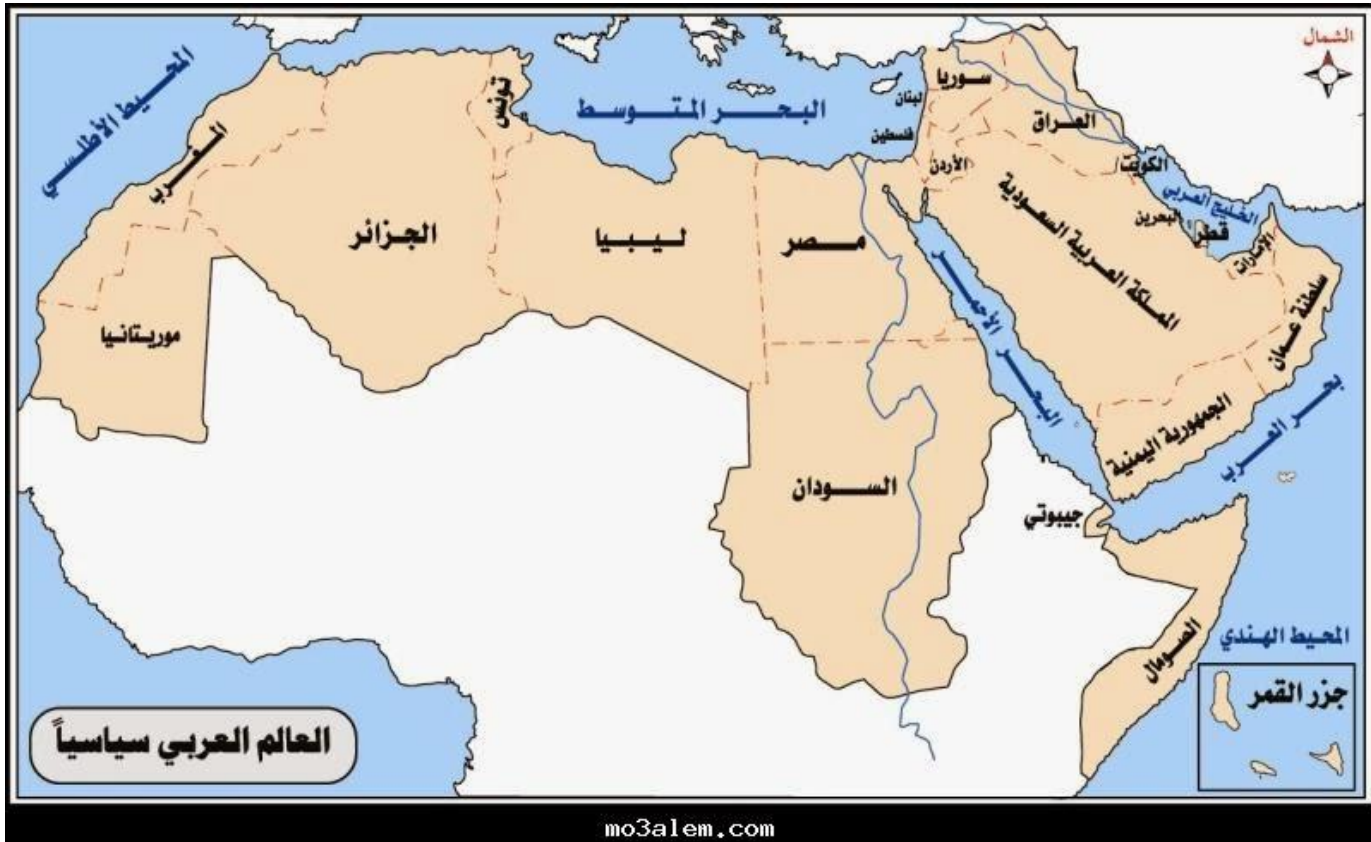 الشمال
المحيط الأطلسي
البحر المتوسط
سوريا
لبنان
فلسطين
العراق
الأردن
الكويت
تونس
المغرب
الجزائر
ليبيا
مصر
المملكة العربية السعودية
الخليج العربي
البحرين
قطر
الإمارات
سلطنة عمان
البحر الأحمر
موريتانيا
الجمهورية اليمنية
بحر العرب
السودان
جيبوتي
الصومال
المحيط الهندي
جزر القمر
العالم العربي سياسياً
mo3alem.com